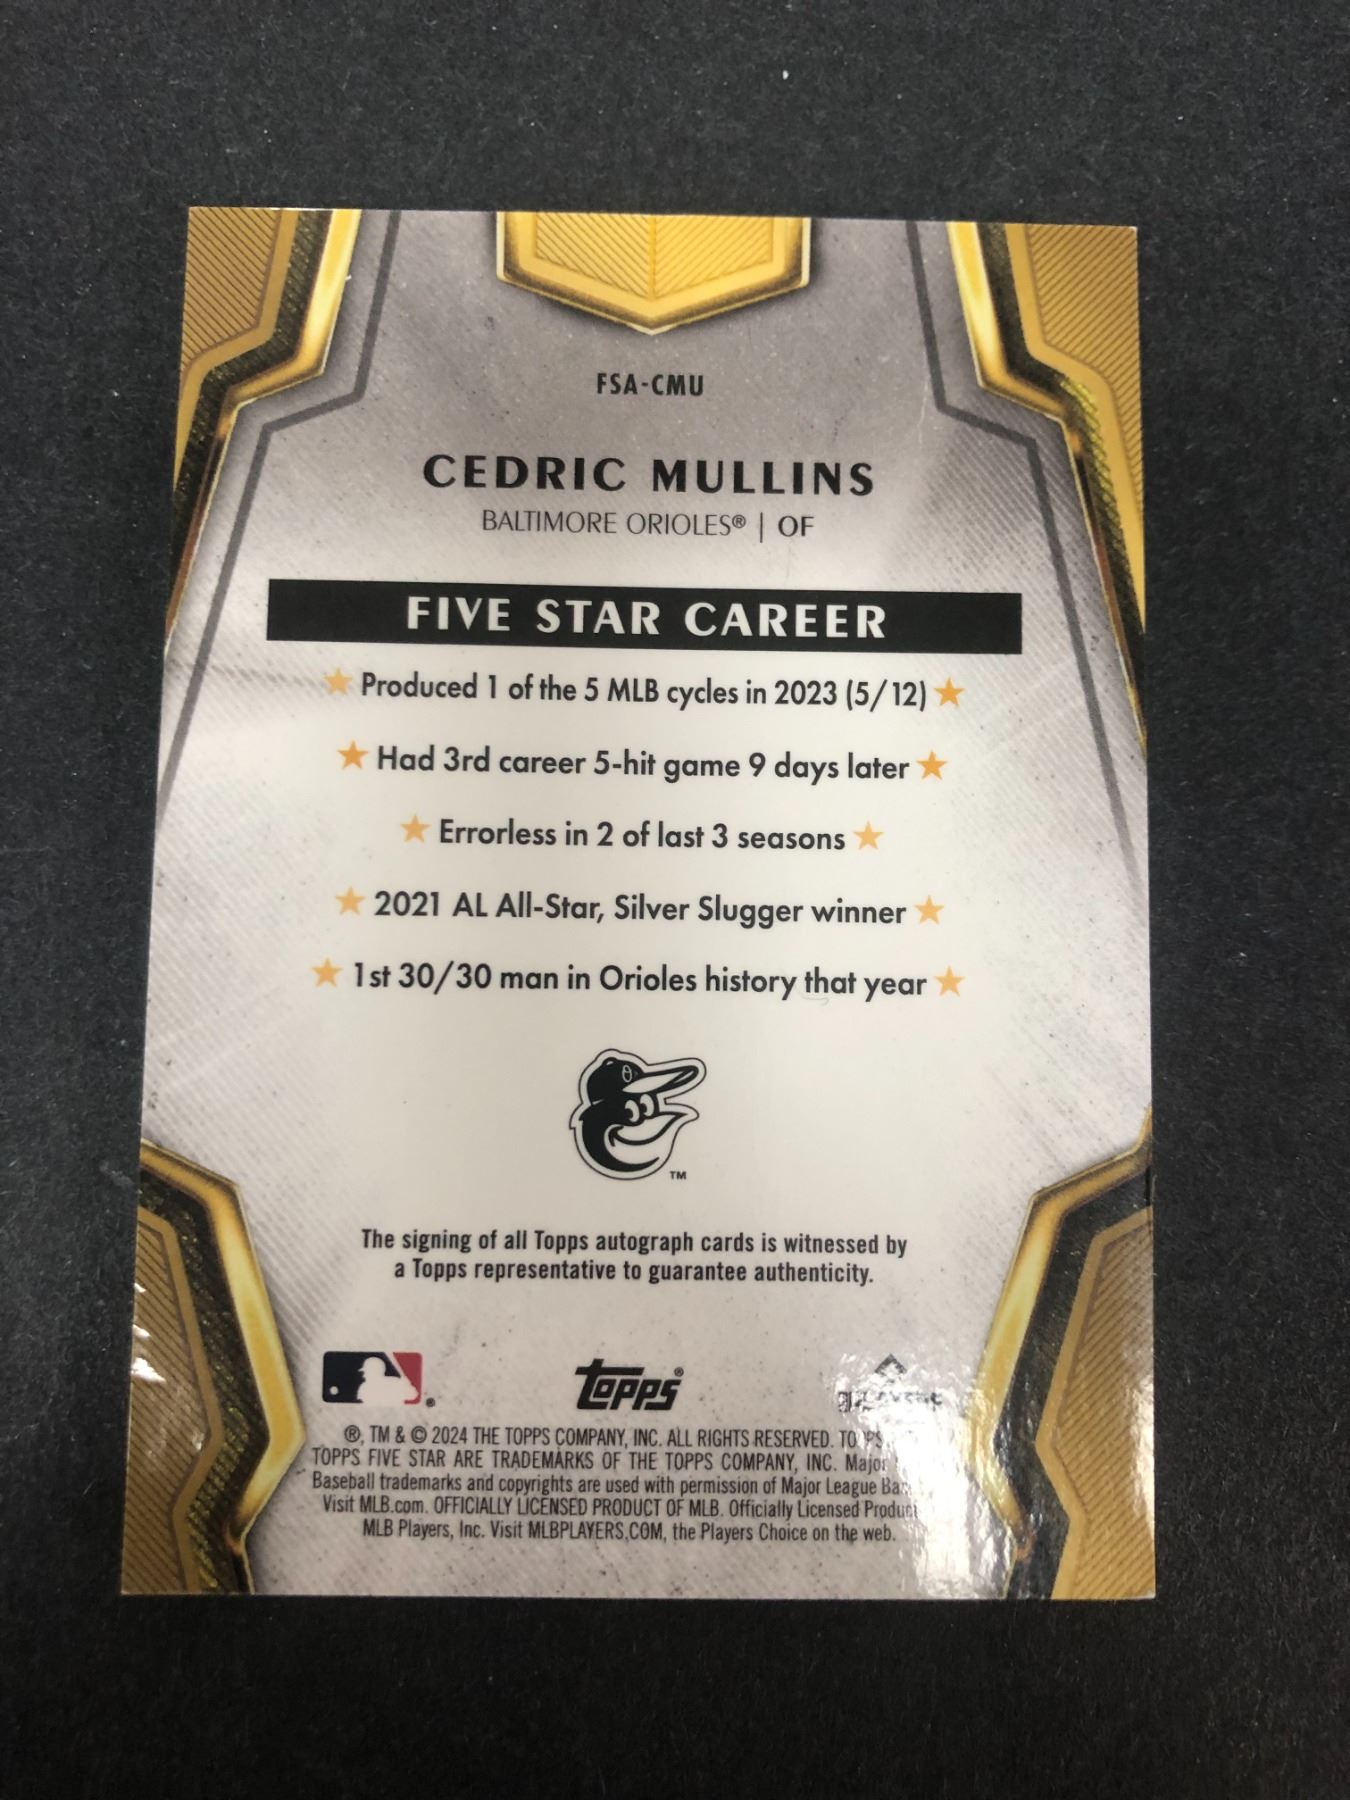 FSA-CMU
CEDRIC MULLINS
BALTIMORE ORIOLES® | OF
FIVE STAR CAREER
★ Produced 1 of the 5 MLB cycles in 2023 (5/12) ★
★ Had 3rd career 5-hit game 9 days later ★
★ Errorless in 2 of last 3 seasons ★
★ 2021 AL All-Star, Silver Slugger winner ★
★ 1st 30/30 man in Orioles history that year ★
TM
The signing of all Topps autograph cards is witnessed by
a Topps representative to guarantee authenticity.
® Topps®
®, TM & © 2024 THE TOPPS COMPANY, INC. ALL RIGHTS RESERVED.
TOPPS FIVE STAR ARE TRADEMARKS OF THE TOPPS COMPANY, INC. Major
Baseball trademarks and copyrights are used with permission of Major League
Visit MLB.com. OFFICIALLY LICENSED PRODUCT OF MLB. Officially Licensed
MLB Players, Inc. Visit MLBPLAYERS.COM, the Players Choice on the web.